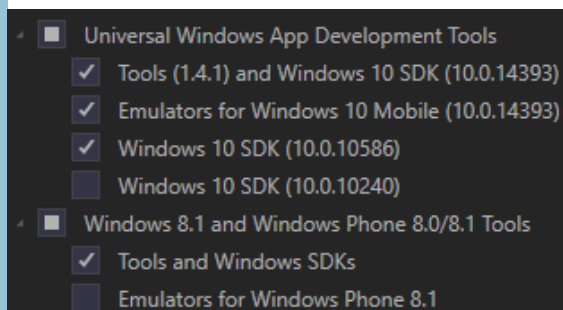 Universal Windows App Development Tools
Tools (1.4.1) and Windows 10 SDK (10.0.14393)
Emulators for Windows 10 Mobile (10.0.14393)
Windows 10 SDK (10.0.10586)
Windows 10 SDK (10.0.10240)
Windows 8.1 and Windows Phone 8.0/8.1 Tools
Tools and Windows SDKs
Emulators for Windows Phone 8.1